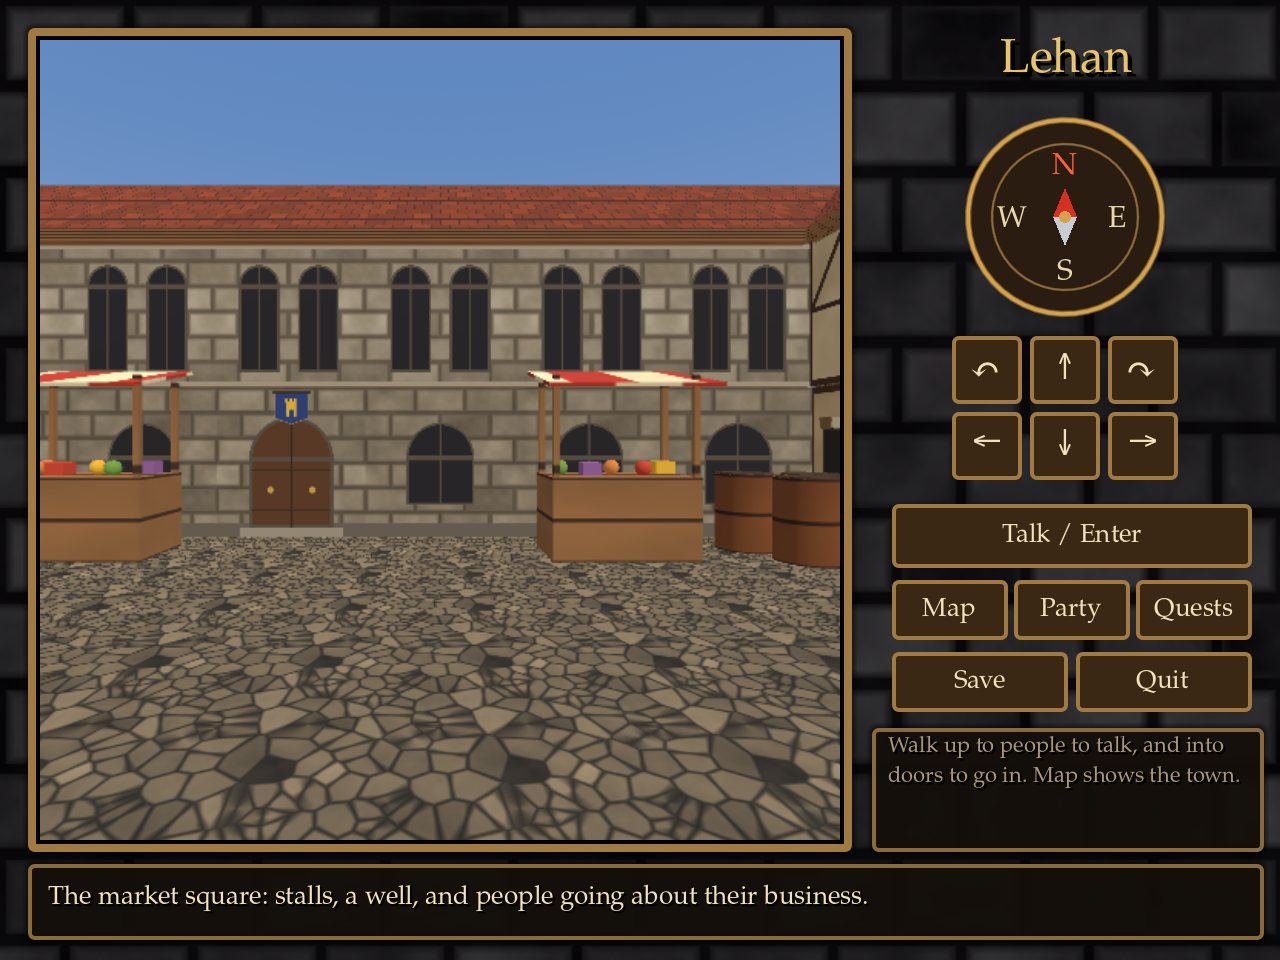 Lehan
N
W E
S
Talk / Enter
Map Party Quests
Save Quit
Walk up to people to talk, and into
doors to go in. Map shows the town.
The market square: stalls, a well, and people going about their business.